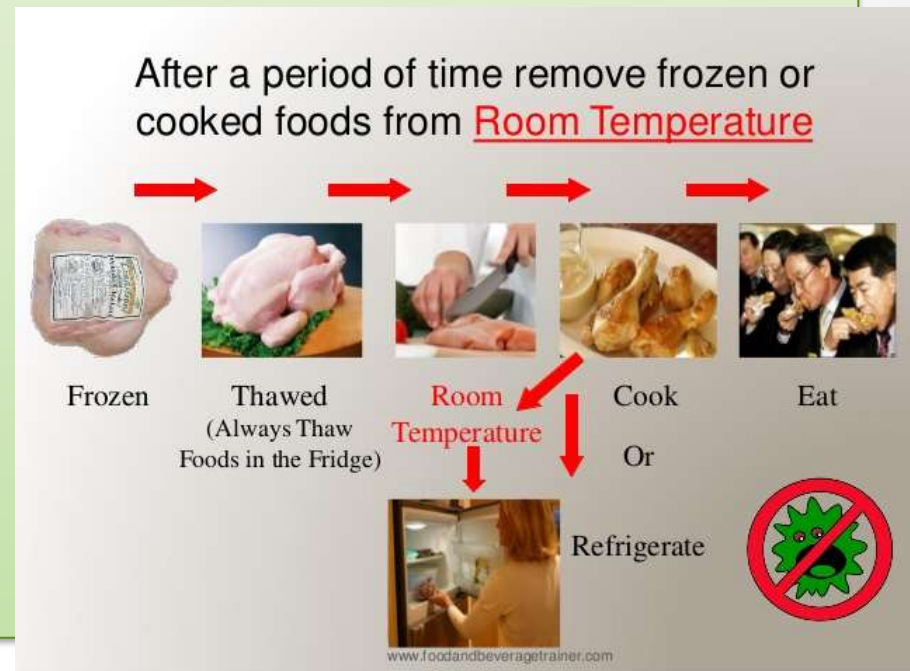 After a period of time remove frozen or
cooked foods from Room Temperature
Frozen
Thawed
(Always Thaw
Foods in the Fridge)
Room
Temperature
Cook
Or
Refrigerate
Eat
www.foodandbeveragetrainer.com